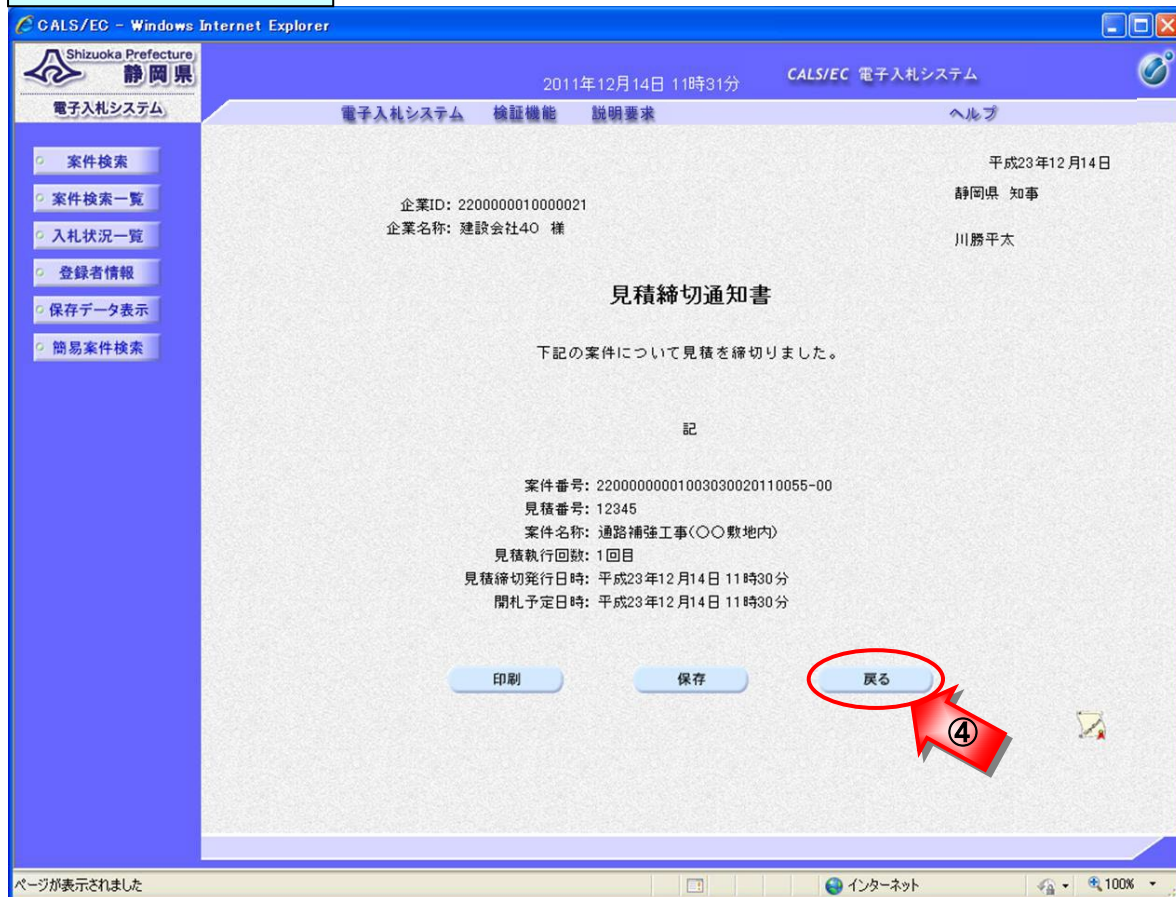 CALS/EC - Windows Internet Explorer
Shizuoka Prefecture
静岡県
電子入札システム
2011年12月14日 11時31分
CALS/EC 電子入札システム
電子入札システム 検証機能 説明要求 ヘルプ
案件検索
案件検索一覧
入札状況一覧
登録者情報
保存データ表示
簡易案件検索
平成23年12月14日
静岡県 知事
企業ID: 2200000010000021
企業名称: 建設会社40 様
川勝平太
見積締切通知書
下記の案件について見積を締切りました。
記
案件番号: 22000000001003030020110055-00
見積番号: 12345
案件名称: 通路補強工事(○○敷地内)
見積執行回数: 1回目
見積締切発行日時: 平成23年12月14日 11時30分
開札予定日時: 平成23年12月14日 11時30分
印刷
保存
戻る
④
ページが表示されました
インターネット
100%